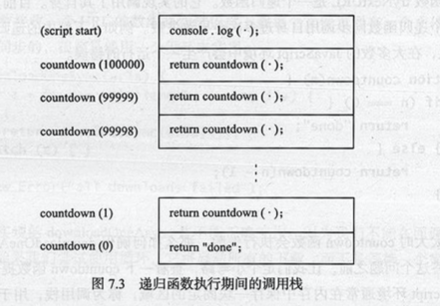 (script start) console . log ( · );
countdown (100000) return countdown ( · );
countdown (99999) return countdown ( · );
countdown (99998) return countdown ( · );
⋮
countdown (1) return countdown ( · );
countdown (0) return "done";
图 7.3 递归函数执行期间的调用栈